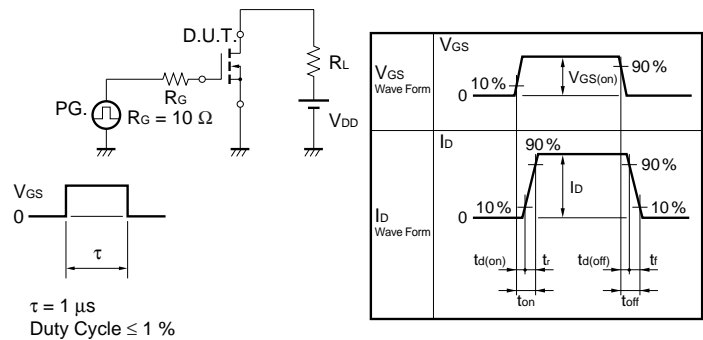 D.U.T.
RL
RG
PG.
RG = 10 Ω
VDD
VGS
0
τ
τ = 1 μs
Duty Cycle ≤ 1 %
VGS
Wave Form
VGS
10 %
90 %
VGS(on)
0
ID
Wave Form
ID
90 %
90 %
ID
10 %
10 %
0
td(on)
tr
td(off)
tf
ton
toff